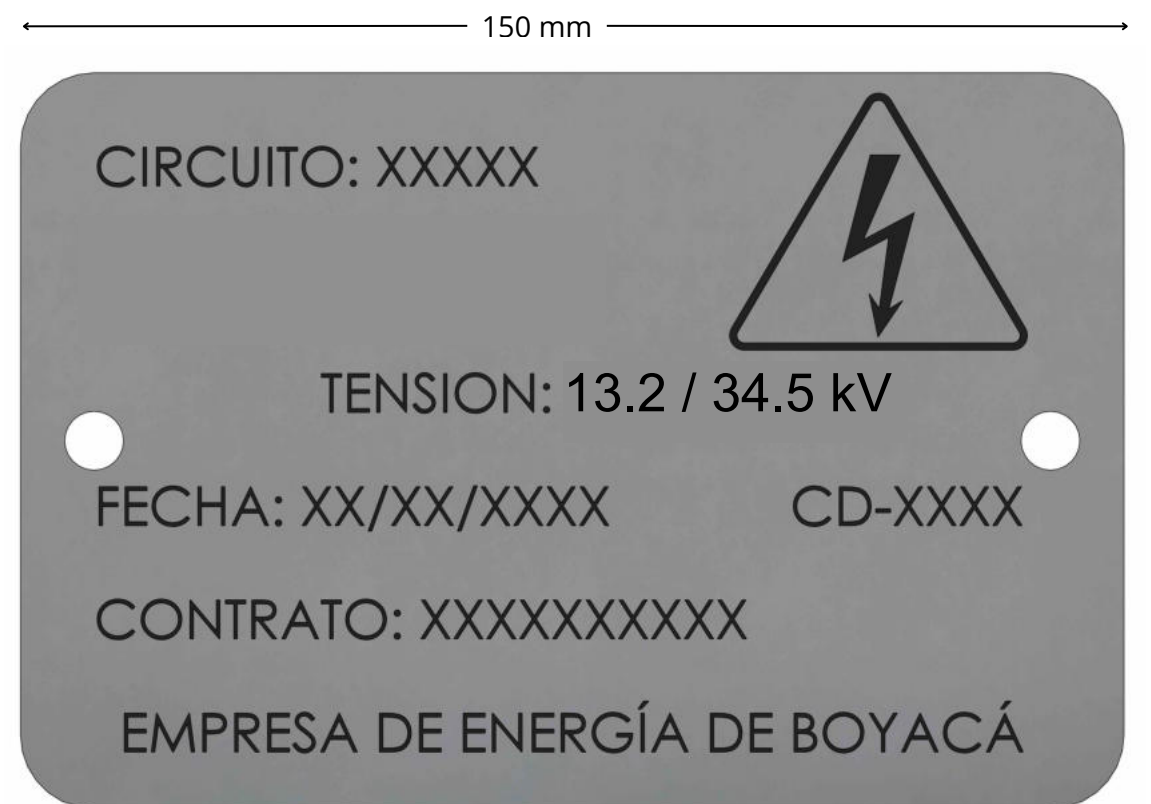 150 mm
CIRCUITO: XXXXX
TENSION: 13.2 / 34.5 kV
FECHA: XX/XX/XXXX CD-XXXX
CONTRATO: XXXXXXXXXX
EMPRESA DE ENERGÍA DE BOYACÁ